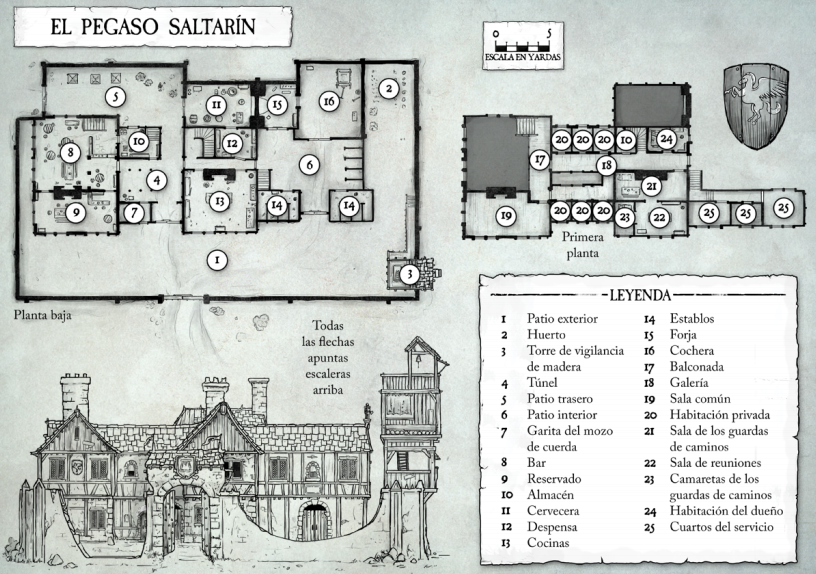 EL PEGASO SALTARÍN
0 5
ESCALA EN YARDAS
5
11
15
16
2
8
10
12
6
4
9
7
13
14
14
1
3
Planta baja
20
20
20
10
24
17
18
21
19
20
20
20
23
22
25
25
25
Primera
planta
Todas
las flechas
apuntas
escaleras
arriba
LEYENDA
1 Patio exterior
2 Huerto
3 Torre de vigilancia
de madera
4 Túnel
5 Patio trasero
6 Patio interior
7 Garita del mozo
de cuerda
8 Bar
9 Reservado
10 Almacén
11 Cervecera
12 Despensa
13 Cocinas
14 Establos
15 Forja
16 Cochera
17 Balconada
18 Galería
19 Sala común
20 Habitación privada
21 Sala de los guardas
de caminos
22 Sala de reuniones
23 Camaretas de los
guardas de caminos
24 Habitación del dueño
25 Cuartos del servicio